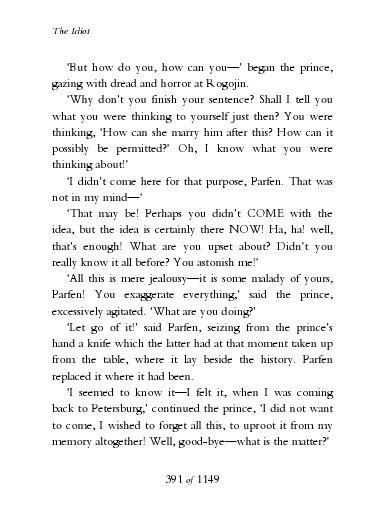 The Idiot
‘But how do you, how can you—’ began the prince,
gazing with dread and horror at Rogojin.
‘Why don’t you finish your sentence? Shall I tell you
what you were thinking to yourself just then? You were
thinking, ‘How can she marry him after this? How can it
possibly be permitted?’ Oh, I know what you were
thinking about!’
‘I didn’t come here for that purpose, Parfen. That was
not in my mind—‘
‘That may be! Perhaps you didn’t COME with the
idea, but the idea is certainly there NOW! Ha, ha! well,
that’s enough! What are you upset about? Didn’t you
really know it all before? You astonish me!’
‘All this is mere jealousy—it is some malady of yours,
Parfen! You exaggerate everything,’ said the prince,
excessively agitated. ‘What are you doing?’
‘Let go of it!’ said Parfen, seizing from the prince’s
hand a knife which the latter had at that moment taken up
from the table, where it lay beside the history. Parfen
replaced it where it had been.
‘I seemed to know it—I felt it, when I was coming
back to Petersburg,’ continued the prince, ‘I did not want
to come, I wished to forget all this, to uproot it from my
memory altogether! Well, good-bye—what is the matter?’
391 of 1149